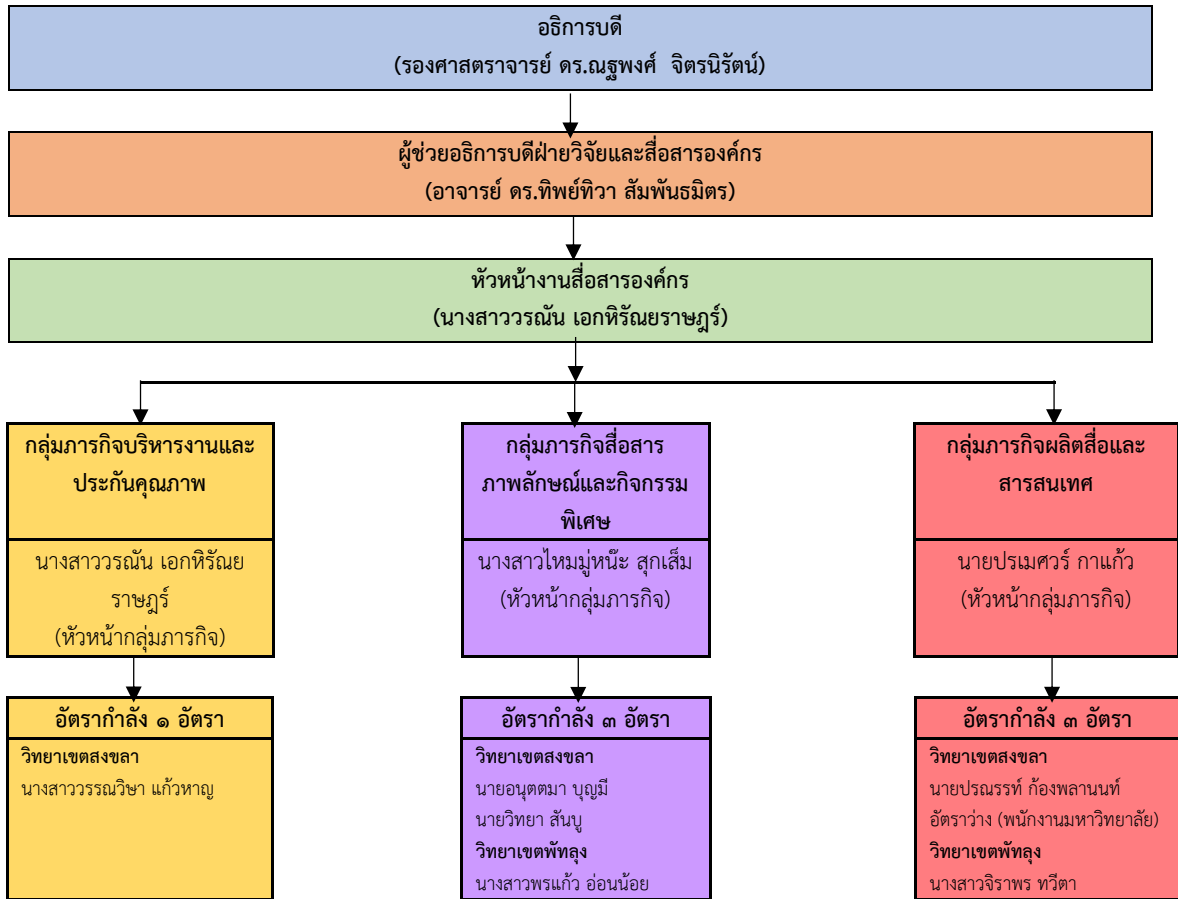 อธิการบดี
(รองศาสตราจารย์ ดร.ณฐพงศ์ จิตรนิรัตน์)
ผู้ช่วยอธิการบดีฝ่ายวิจัยและสื่อสารองค์กร
(อาจารย์ ดร.ทิพย์ทิวา สัมพันธมิตร)
หัวหน้างานสื่อสารองค์กร
(นางสาววรณัน เอกหิรัณยราษฎร์)
กลุ่มภารกิจบริหารงานและ
ประกันคุณภาพ
นางสาววรณัน เอกหิรัณย
ราษฎร์
(หัวหน้ากลุ่มภารกิจ)
อัตรากำลัง ๑ อัตรา
วิทยาเขตสงขลา
นางสาววรรณวิษา แก้วหาญ
กลุ่มภารกิจสื่อสาร
ภาพลักษณ์และกิจกรรม
พิเศษ
นางสาวไหมมู่หน๊ะ สุกเส็ม
(หัวหน้ากลุ่มภารกิจ)
อัตรากำลัง ๓ อัตรา
วิทยาเขตสงขลา
นายอนุตตมา บุญมี
นายวิทยา สันบู
วิทยาเขตพัทลุง
นางสาวพรแก้ว อ่อนน้อย
กลุ่มภารกิจผลิตสื่อและ
สารสนเทศ
นายปรเมศวร์ กาแก้ว
(หัวหน้ากลุ่มภารกิจ)
อัตรากำลัง ๓ อัตรา
วิทยาเขตสงขลา
นายปรณรรท์ ก้องพลานนท์
อัตราว่าง (พนักงานมหาวิทยาลัย)
วิทยาเขตพัทลุง
นางสาวจิราพร ทวีตา